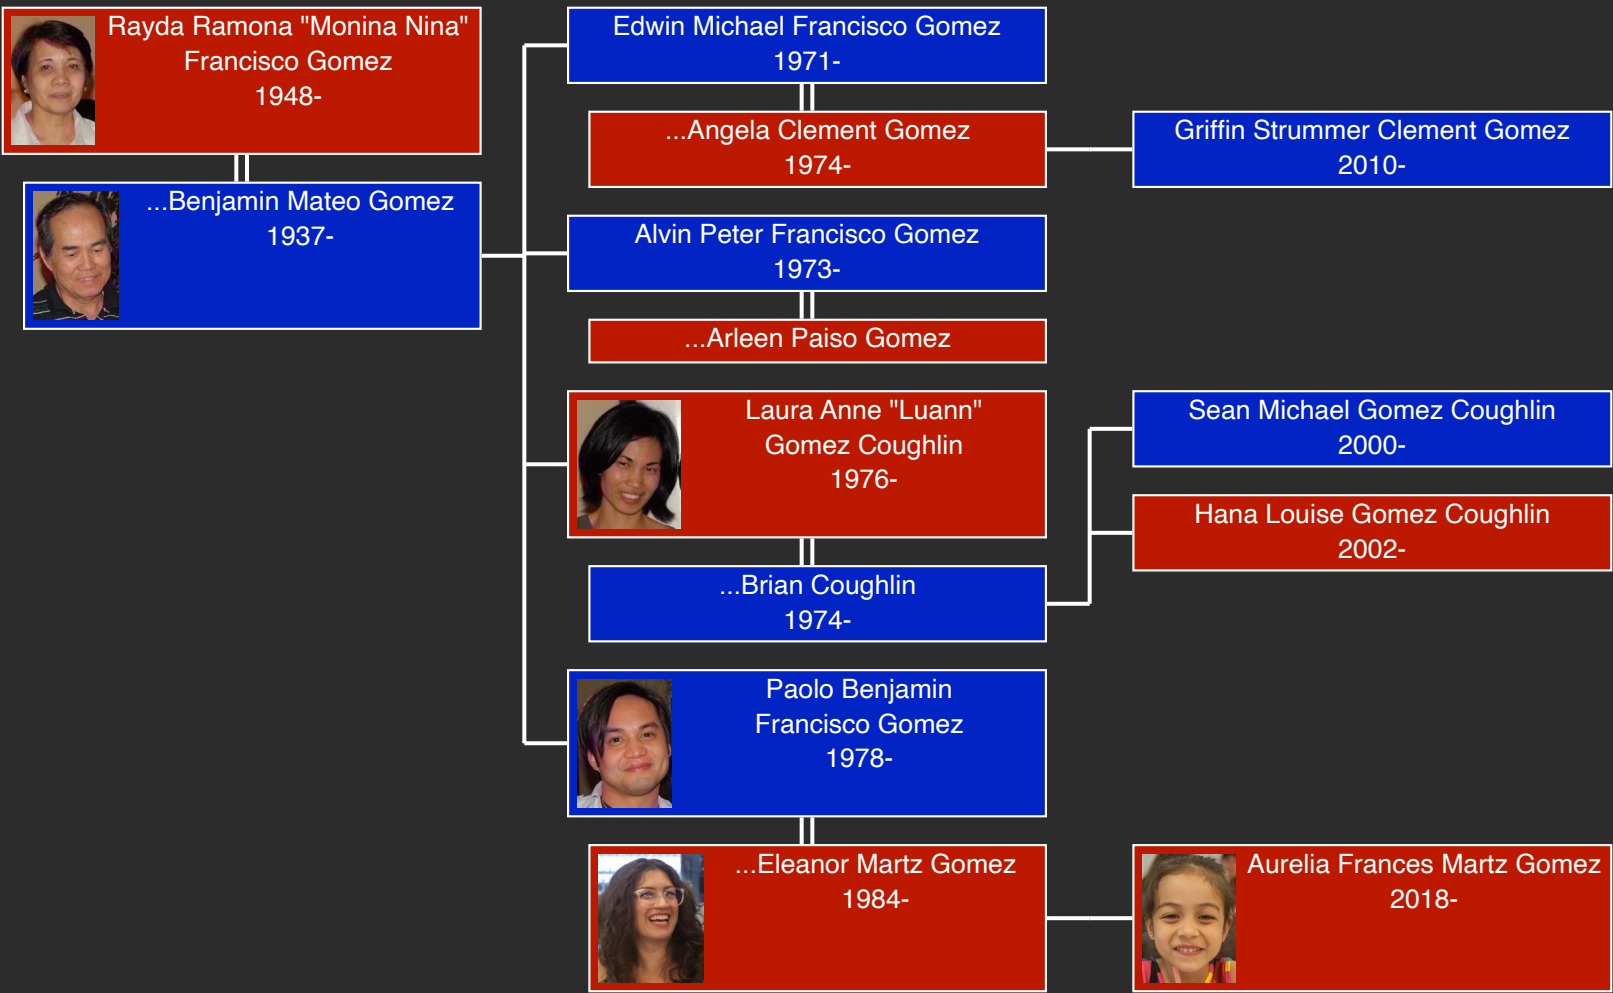 Rayda Ramona "Monina Nina"
Francisco Gomez
1948-
...Benjamin Mateo Gomez
1937-
Edwin Michael Francisco Gomez
1971-
...Angela Clement Gomez
1974-
Griffin Strummer Clement Gomez
2010-
Alvin Peter Francisco Gomez
1973-
...Arleen Paiso Gomez
Laura Anne "Luann"
Gomez Coughlin
1976-
...Brian Coughlin
1974-
Sean Michael Gomez Coughlin
2000-
Hana Louise Gomez Coughlin
2002-
Paolo Benjamin
Francisco Gomez
1978-
...Eleanor Martz Gomez
1984-
Aurelia Frances Martz Gomez
2018-